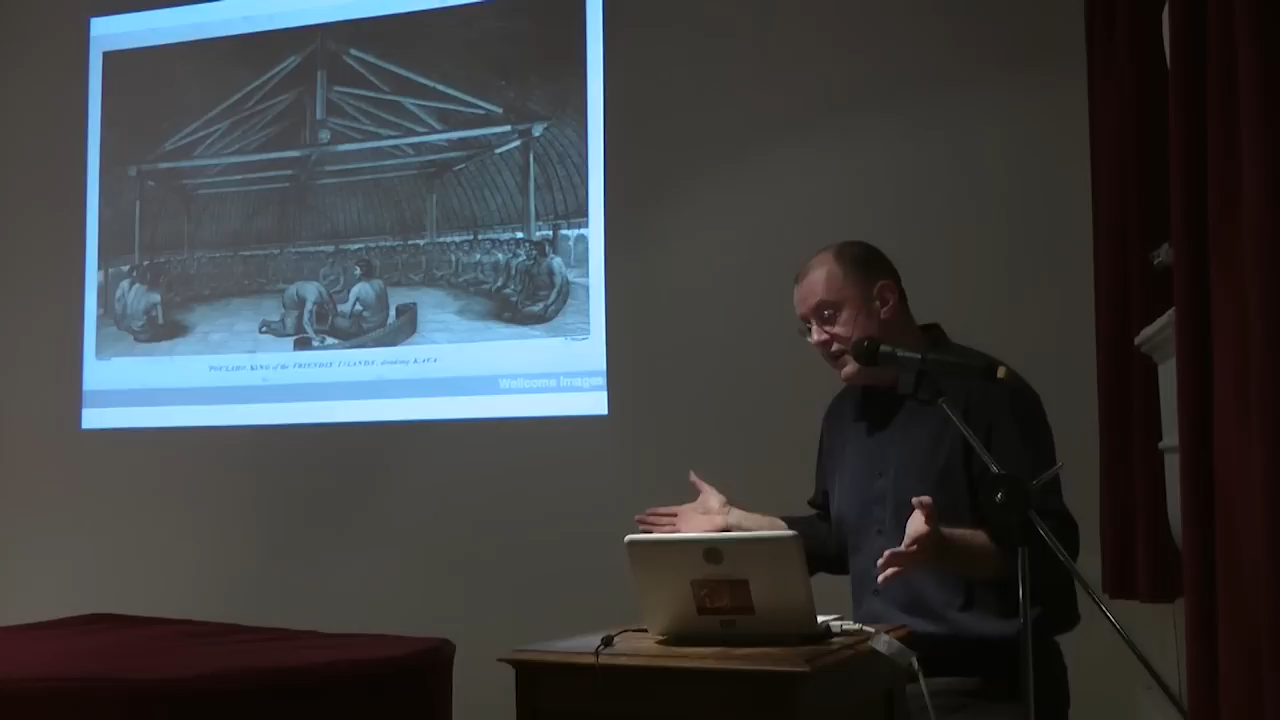 POULAHO, KING of the FRIENDLY ISLANDS, drinking KAVA.
Wellcome Images